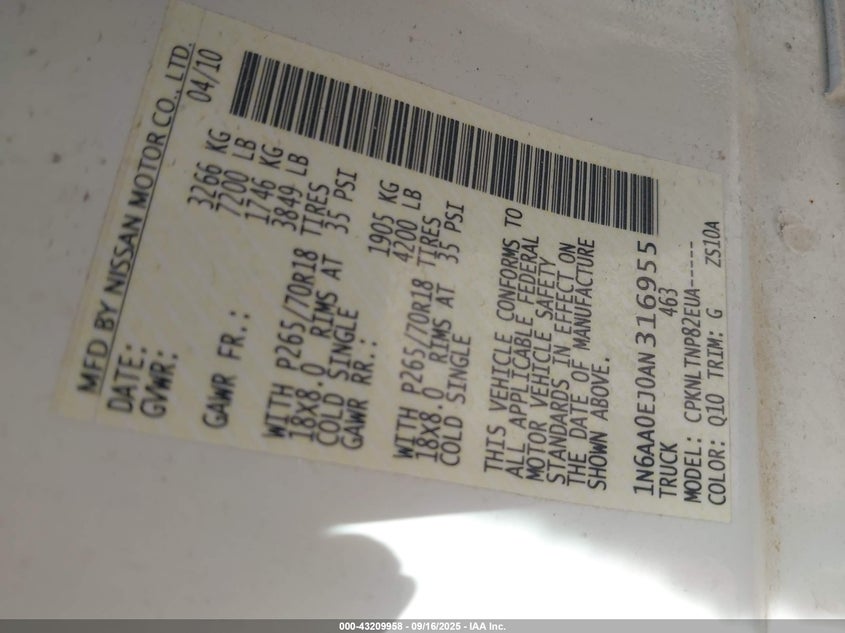 MFD BY NISSAN MOTOR CO., LTD.
DATE: 04/10
GVWR: 3266 KG
7200 LB
GAWR FR.: 1746 KG
3849 LB
WITH P265/70R18 TIRES
18X8.0 RIMS AT 35 PSI
COLD SINGLE
GAWR RR.: 1905 KG
4200 LB
WITH P265/70R18 TIRES
18X8.0 RIMS AT 35 PSI
COLD SINGLE
THIS VEHICLE CONFORMS TO
ALL APPLICABLE FEDERAL
MOTOR VEHICLE SAFETY
STANDARDS IN EFFECT ON
THE DATE OF MANUFACTURE
SHOWN ABOVE.
1N6AA0EJ0AN316955
TRUCK 463
MODEL: CPKNLTNP82EUA-----
COLOR: Q10 TRIM: G ZS10A
000-43209958 - 09/16/2025 - IAA Inc.